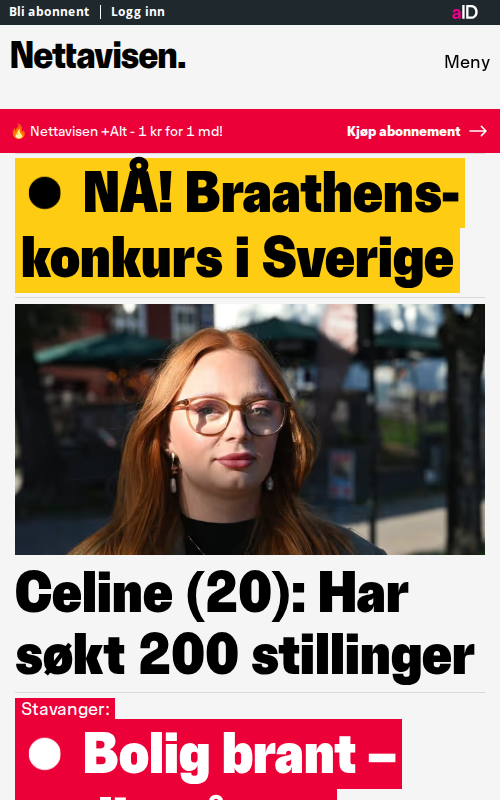 Bli abonnent | Logg inn
aID
Nettavisen.
Meny
🔥 Nettavisen +Alt - 1 kr for 1 md!
Kjøp abonnement →
● NÅ! Braathens-
konkurs i Sverige
Celine (20): Har
søkt 200 stillinger
Stavanger:
● Bolig brant –